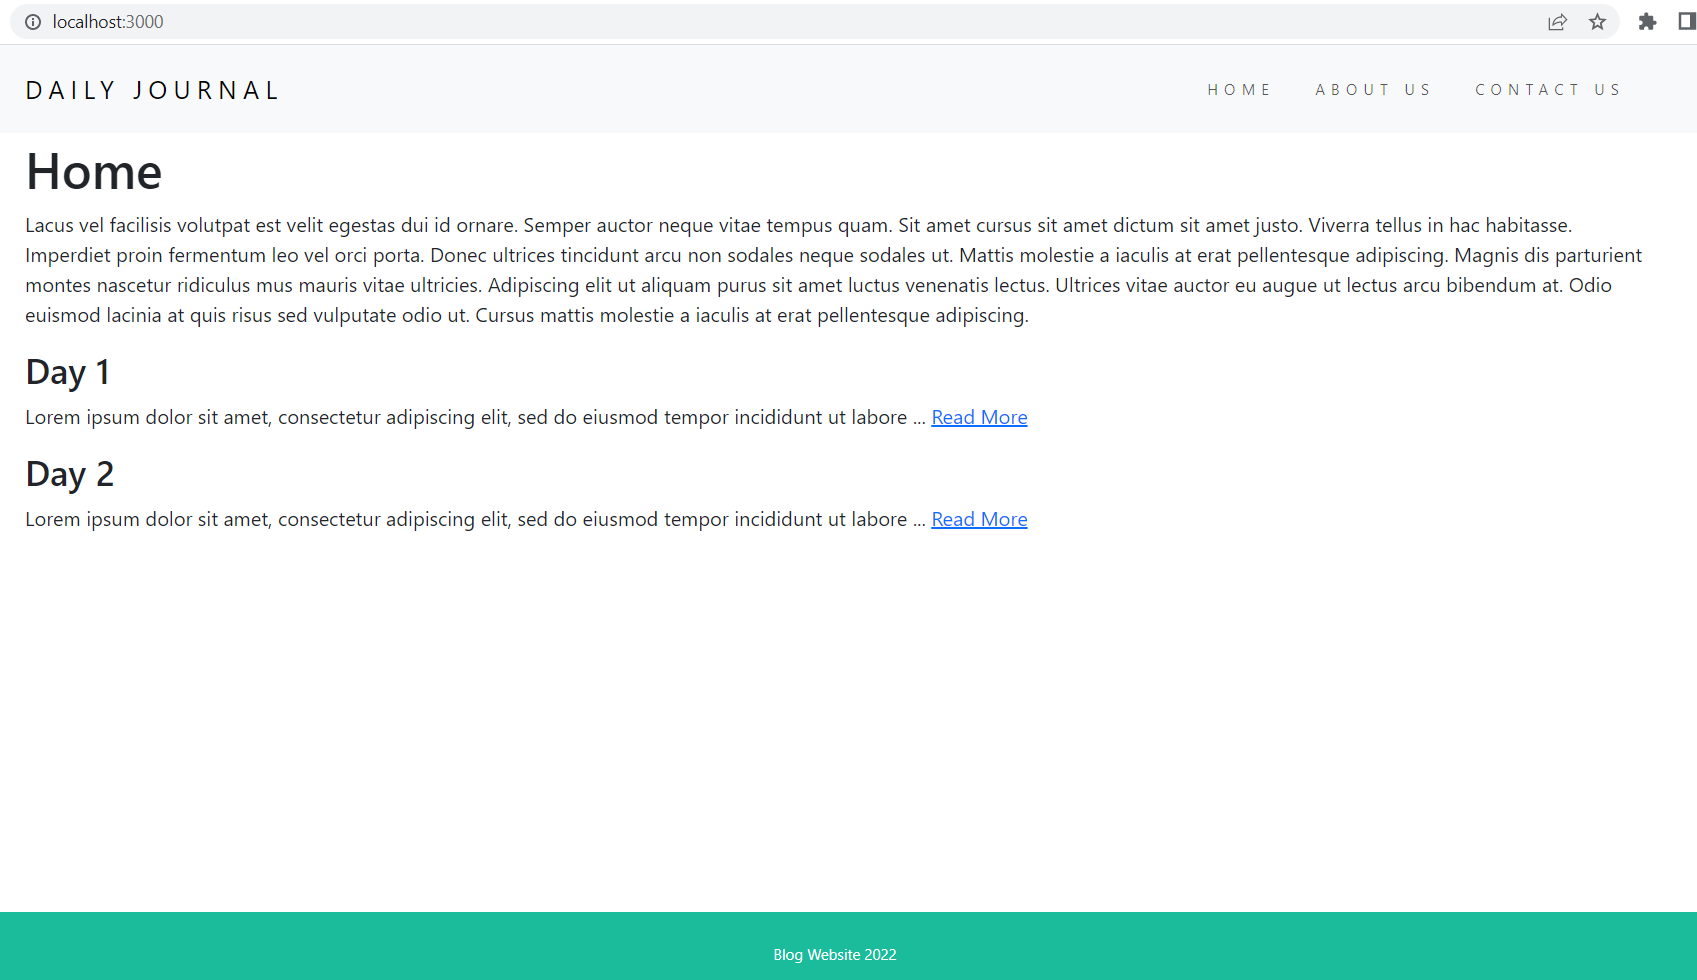 localhost:3000
DAILY JOURNAL
HOME ABOUT US CONTACT US
Home
Lacus vel facilisis volutpat est velit egestas dui id ornare. Semper auctor neque vitae tempus quam. Sit amet cursus sit amet dictum sit amet justo. Viverra tellus in hac habitasse.
Imperdiet proin fermentum leo vel orci porta. Donec ultrices tincidunt arcu non sodales neque sodales ut. Mattis molestie a iaculis at erat pellentesque adipiscing. Magnis dis parturient
montes nascetur ridiculus mus mauris vitae ultricies. Adipiscing elit ut aliquam purus sit amet luctus venenatis lectus. Ultrices vitae auctor eu augue ut lectus arcu bibendum at. Odio
euismod lacinia at quis risus sed vulputate odio ut. Cursus mattis molestie a iaculis at erat pellentesque adipiscing.
Day 1
Lorem ipsum dolor sit amet, consectetur adipiscing elit, sed do eiusmod tempor incididunt ut labore ... Read More
Day 2
Lorem ipsum dolor sit amet, consectetur adipiscing elit, sed do eiusmod tempor incididunt ut labore ... Read More
Blog Website 2022